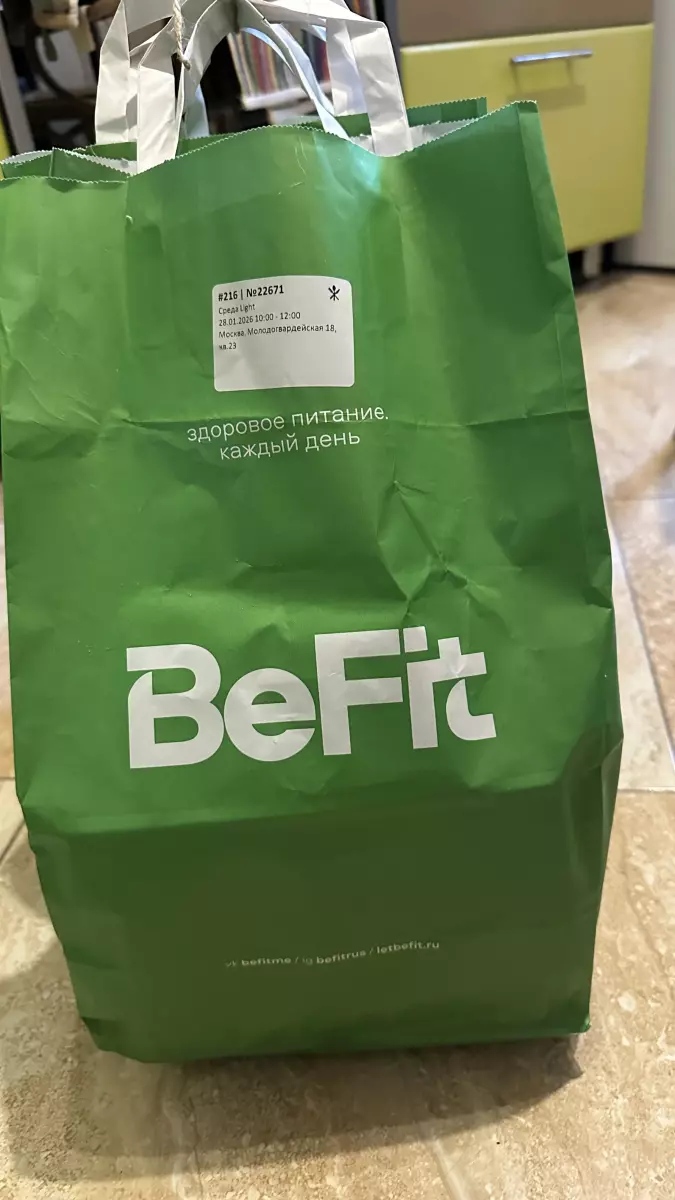 #216 | №22671
Среда Light
28.01.2026 10:00 - 12:00
Москва, Молодогвардейская 18,
кв.23
здоровое питание.
каждый день
BeFit
vk befitme / ig befitrus / letbefit.ru